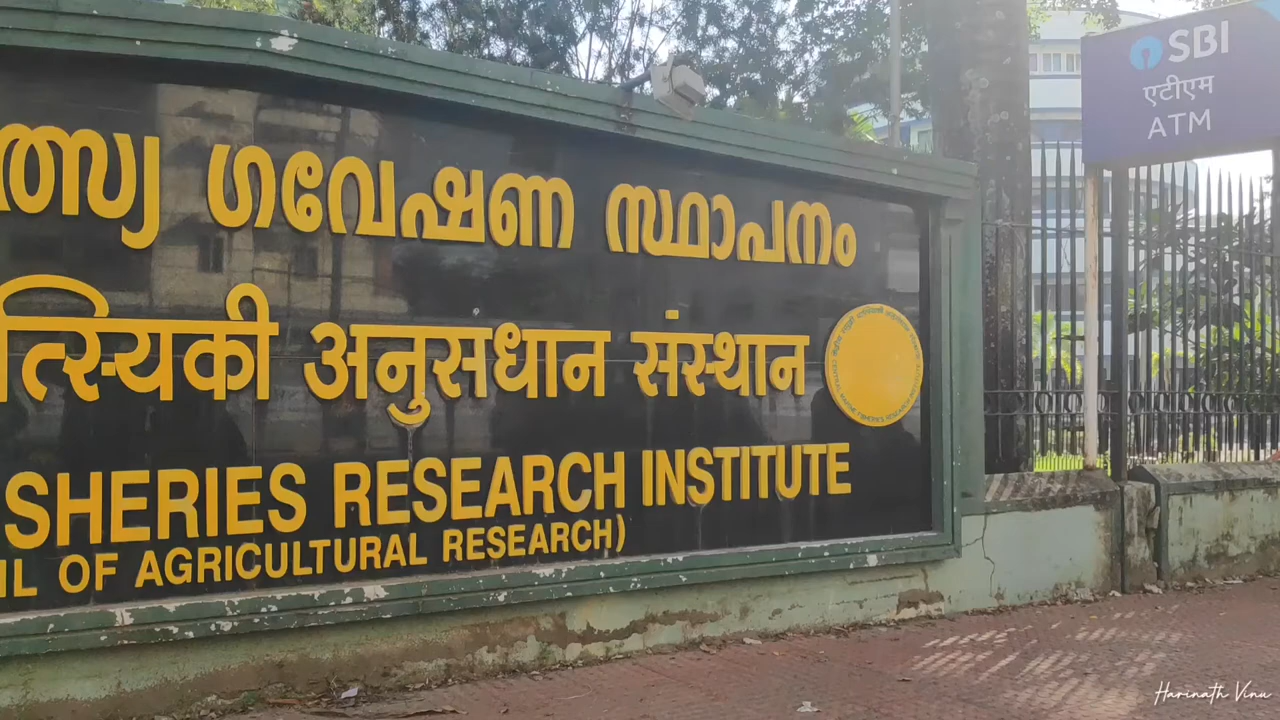 ത്സ്യ ഗവേഷണ സ്ഥാപനം
त्स्यिकी अनुसधान संस्थान
SHERIES RESEARCH INSTITUTE
IL OF AGRICULTURAL RESEARCH)
SBI
एटीएम
ATM
Harinath Vinu